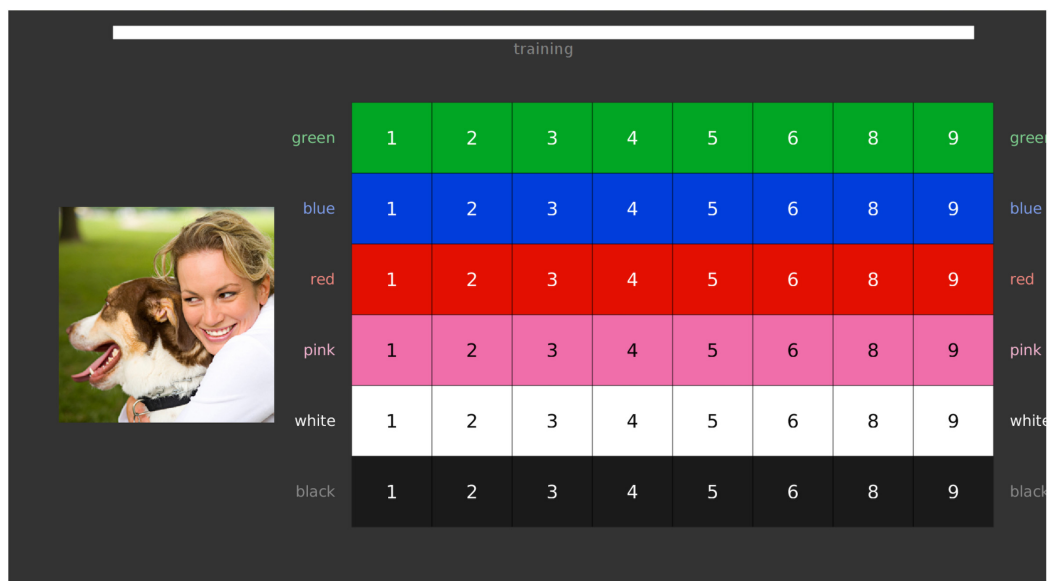 training
green 1 2 3 4 5 6 8 9 green
blue 1 2 3 4 5 6 8 9 blue
red 1 2 3 4 5 6 8 9 red
pink 1 2 3 4 5 6 8 9 pink
white 1 2 3 4 5 6 8 9 white
black 1 2 3 4 5 6 8 9 black